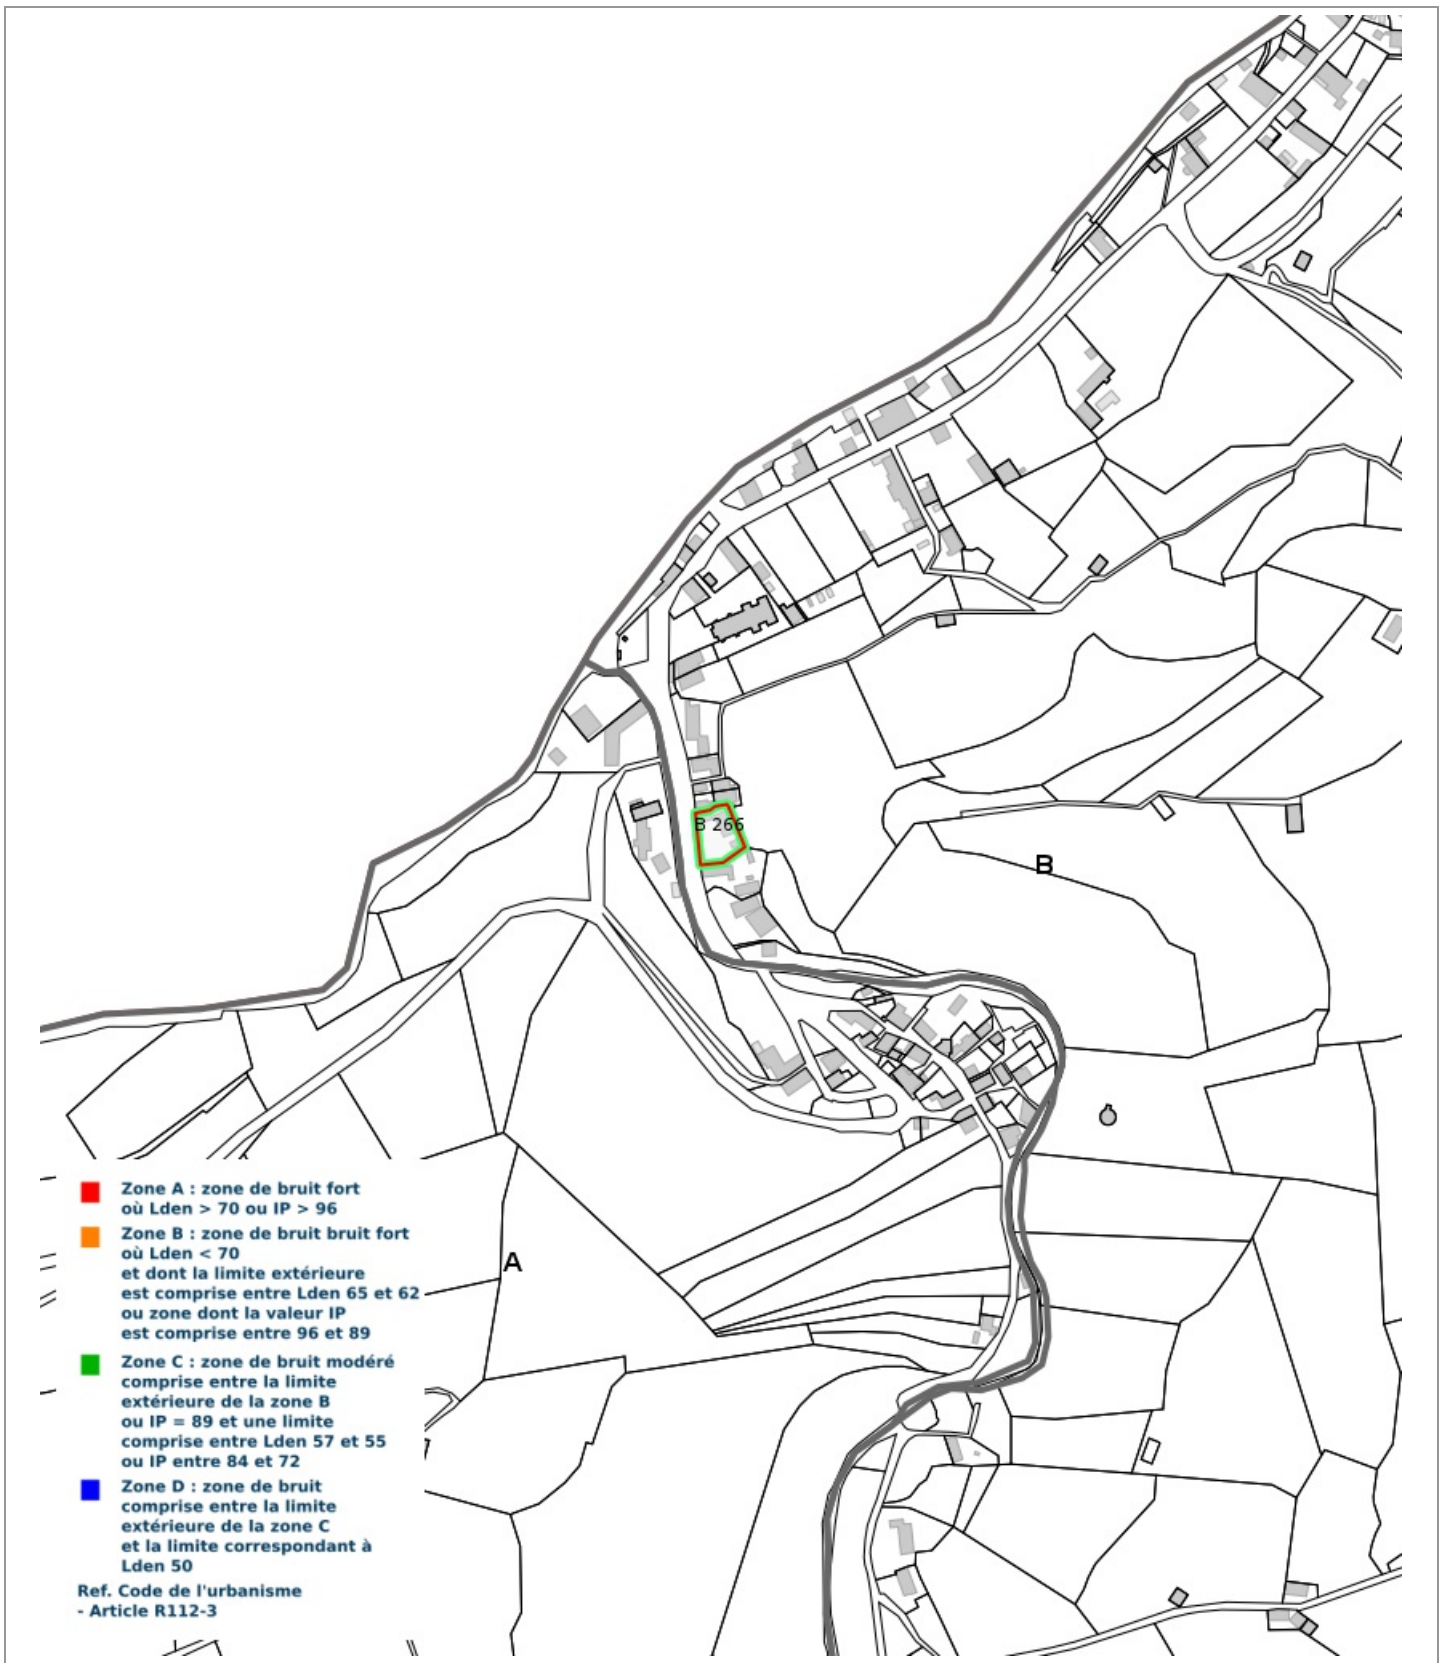 B 266
B
A
Zone A : zone de bruit fort
où Lden > 70 ou IP > 96
Zone B : zone de bruit bruit fort
où Lden < 70
et dont la limite extérieure
est comprise entre Lden 65 et 62
ou zone dont la valeur IP
est comprise entre 96 et 89
Zone C : zone de bruit modéré
comprise entre la limite
extérieure de la zone B
ou IP = 89 et une limite
comprise entre Lden 57 et 55
ou IP entre 84 et 72
Zone D : zone de bruit
comprise entre la limite
extérieure de la zone C
et la limite correspondant à
Lden 50
Ref. Code de l'urbanisme
- Article R112-3